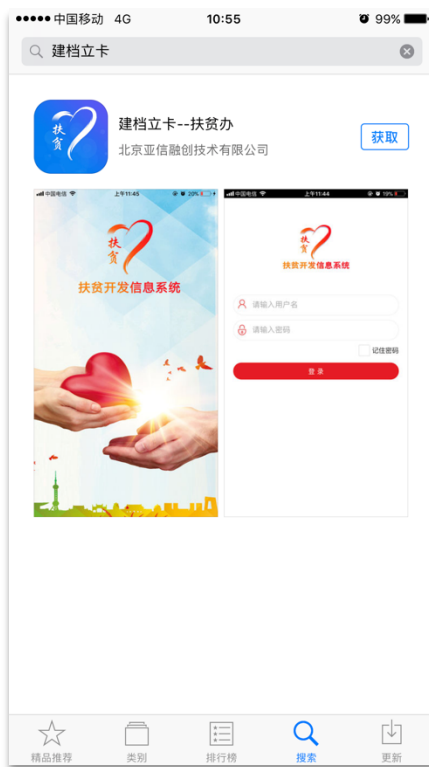 中国移动 4G 10:55 99%
建档立卡
扶贫
建档立卡--扶贫办
北京亚信融创技术有限公司
获取
中国电信 上午11:45 20%
扶贫
扶贫开发信息系统
中国电信 上午11:44 19%
扶贫
扶贫开发信息系统
请输入用户名
请输入密码
记住密码
登录
精品推荐 类别 排行榜 搜索 更新